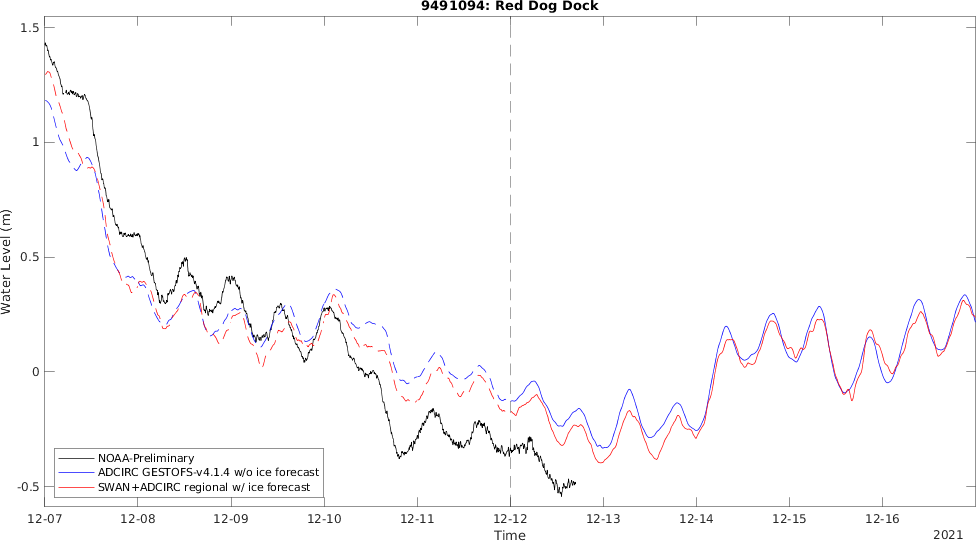 9491094: Red Dog Dock
1.5
1
0.5
0
-0.5
Water Level (m)
NOAA-Preliminary
ADCIRC GESTOFS-v4.1.4 w/o ice forecast
SWAN+ADCIRC regional w/ ice forecast
12-07 12-08 12-09 12-10 12-11 12-12 12-13 12-14 12-15 12-16
Time
2021